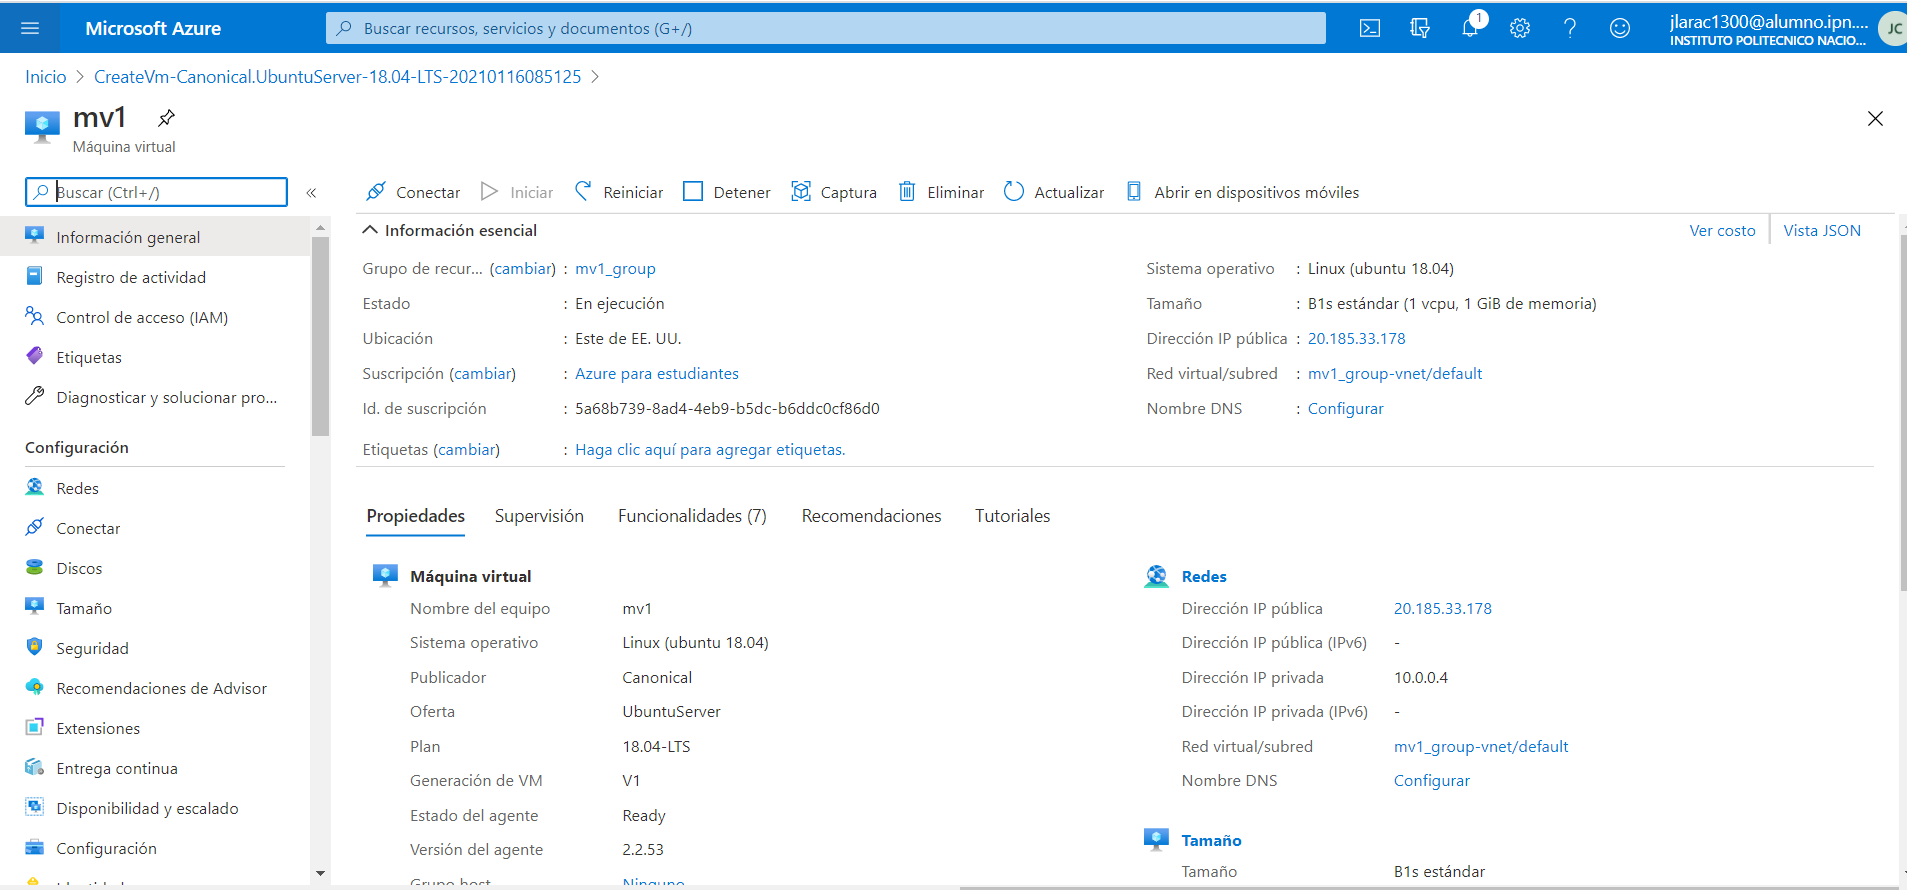 Microsoft Azure
Buscar recursos, servicios y documentos (G+/)
1
jlarac1300@alumno.ipn....
INSTITUTO POLITECNICO NACIO...
JC
Inicio > CreateVm-Canonical.UbuntuServer-18.04-LTS-20210116085125 >
mv1
Máquina virtual
Buscar (Ctrl+/)
«
Conectar Iniciar Reiniciar Detener Captura Eliminar Actualizar Abrir en dispositivos móviles
Información general
Registro de actividad
Control de acceso (IAM)
Etiquetas
Diagnosticar y solucionar pro...
Configuración
Redes
Conectar
Discos
Tamaño
Seguridad
Recomendaciones de Advisor
Extensiones
Entrega continua
Disponibilidad y escalado
Configuración
Información esencial
Ver costo Vista JSON
Grupo de recur... (cambiar) : mv1_group
Estado : En ejecución
Ubicación : Este de EE. UU.
Suscripción (cambiar) : Azure para estudiantes
Id. de suscripción : 5a68b739-8ad4-4eb9-b5dc-b6ddc0cf86d0
Etiquetas (cambiar) : Haga clic aquí para agregar etiquetas.
Sistema operativo : Linux (ubuntu 18.04)
Tamaño : B1s estándar (1 vcpu, 1 GiB de memoria)
Dirección IP pública : 20.185.33.178
Red virtual/subred : mv1_group-vnet/default
Nombre DNS : Configurar
Propiedades Supervisión Funcionalidades (7) Recomendaciones Tutoriales
Máquina virtual
Nombre del equipo mv1
Sistema operativo Linux (ubuntu 18.04)
Publicador Canonical
Oferta UbuntuServer
Plan 18.04-LTS
Generación de VM V1
Estado del agente Ready
Versión del agente 2.2.53
Grupo host Ninguno
Redes
Dirección IP pública 20.185.33.178
Dirección IP pública (IPv6) -
Dirección IP privada 10.0.0.4
Dirección IP privada (IPv6) -
Red virtual/subred mv1_group-vnet/default
Nombre DNS Configurar
Tamaño
Tamaño B1s estándar